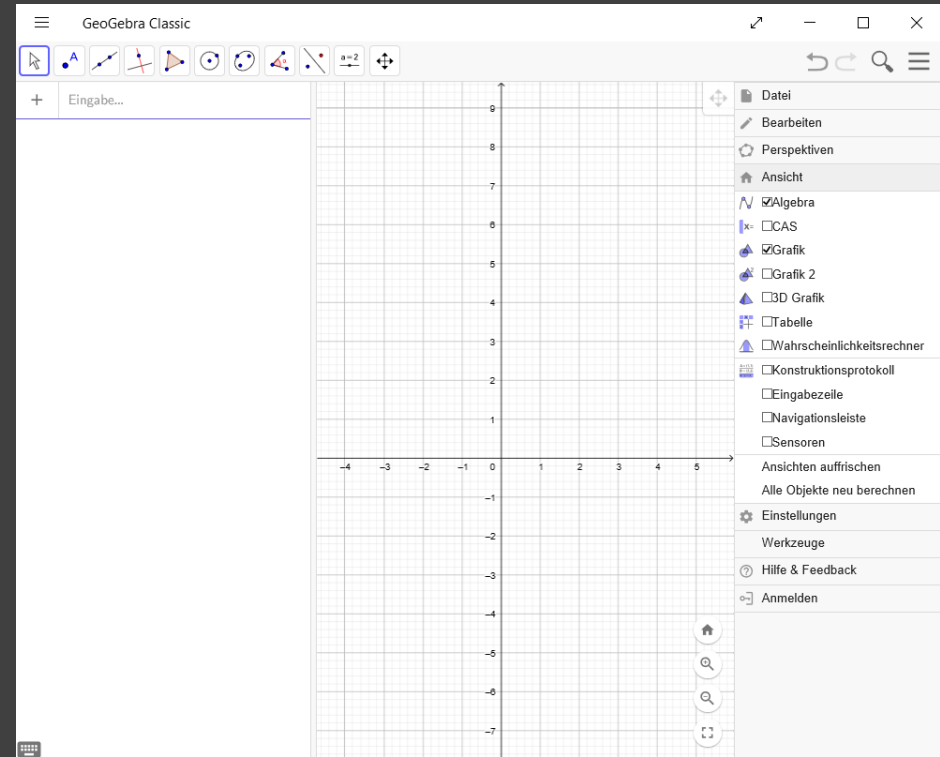 GeoGebra Classic
A
a=2
Eingabe...
Datei
Bearbeiten
Perspektiven
Ansicht
Algebra
x= CAS
Grafik
Grafik 2
3D Grafik
Tabelle
Wahrscheinlichkeitsrechner
Konstruktionsprotokoll
Eingabezeile
Navigationsleiste
Sensoren
Ansichten auffrischen
Alle Objekte neu berechnen
Einstellungen
Werkzeuge
Hilfe & Feedback
Anmelden
9
8
7
6
5
4
3
2
1
–4 –3 –2 –1 0 1 2 3 4 5
–1
–2
–3
–4
–5
–6
–7